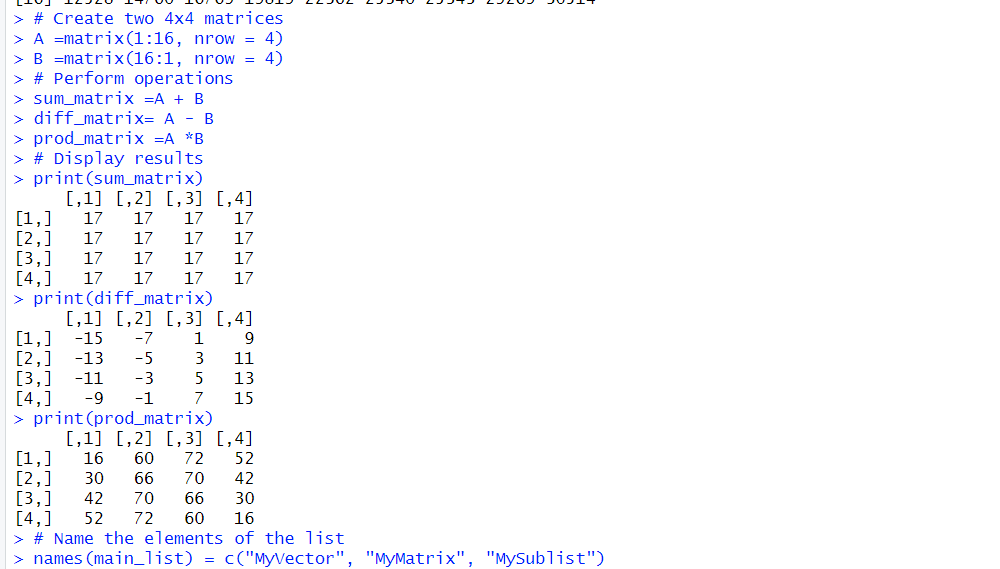 > # Create two 4x4 matrices
> A =matrix(1:16, nrow = 4)
> B =matrix(16:1, nrow = 4)
> # Perform operations
> sum_matrix =A + B
> diff_matrix= A - B
> prod_matrix =A *B
> # Display results
> print(sum_matrix)
     [,1] [,2] [,3] [,4]
[1,]   17   17   17   17
[2,]   17   17   17   17
[3,]   17   17   17   17
[4,]   17   17   17   17
> print(diff_matrix)
     [,1] [,2] [,3] [,4]
[1,]  -15   -7    1    9
[2,]  -13   -5    3   11
[3,]  -11   -3    5   13
[4,]   -9   -1    7   15
> print(prod_matrix)
     [,1] [,2] [,3] [,4]
[1,]   16   60   72   52
[2,]   30   66   70   42
[3,]   42   70   66   30
[4,]   52   72   60   16
> # Name the elements of the list
> names(main_list) = c("MyVector", "MyMatrix", "MySublist")